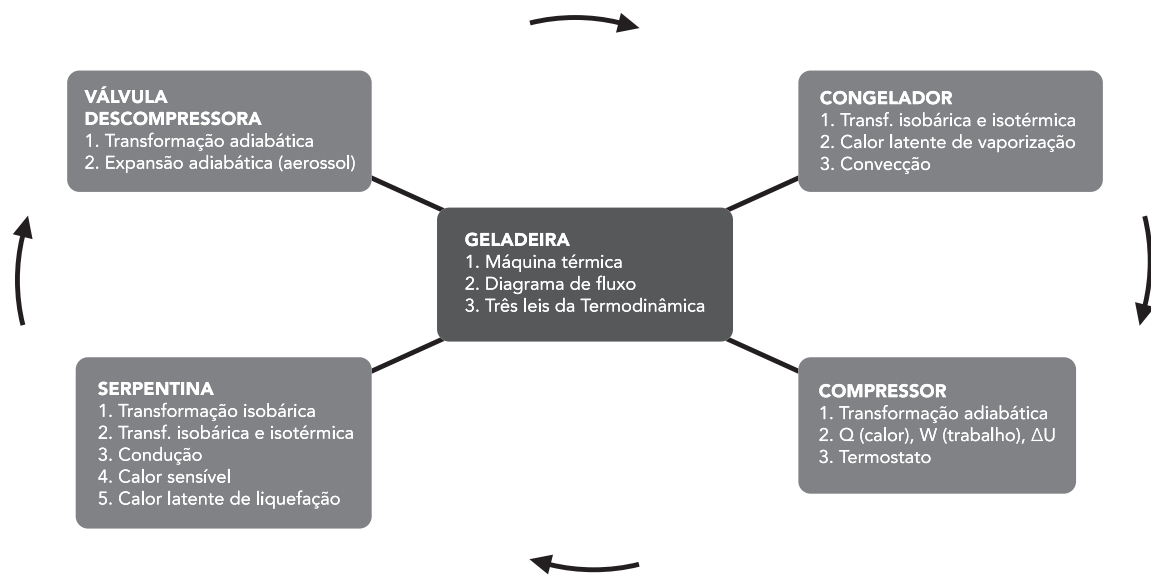 VÁLVULA
DESCOMPRESSORA
1. Transformação adiabática
2. Expansão adiabática (aerossol)
CONGELADOR
1. Transf. isobárica e isotérmica
2. Calor latente de vaporização
3. Convecção
GELADEIRA
1. Máquina térmica
2. Diagrama de fluxo
3. Três leis da Termodinâmica
SERPENTINA
1. Transformação isobárica
2. Transf. isobárica e isotérmica
3. Condução
4. Calor sensível
5. Calor latente de liquefação
COMPRESSOR
1. Transformação adiabática
2. Q (calor), W (trabalho), ΔU
3. Termostato